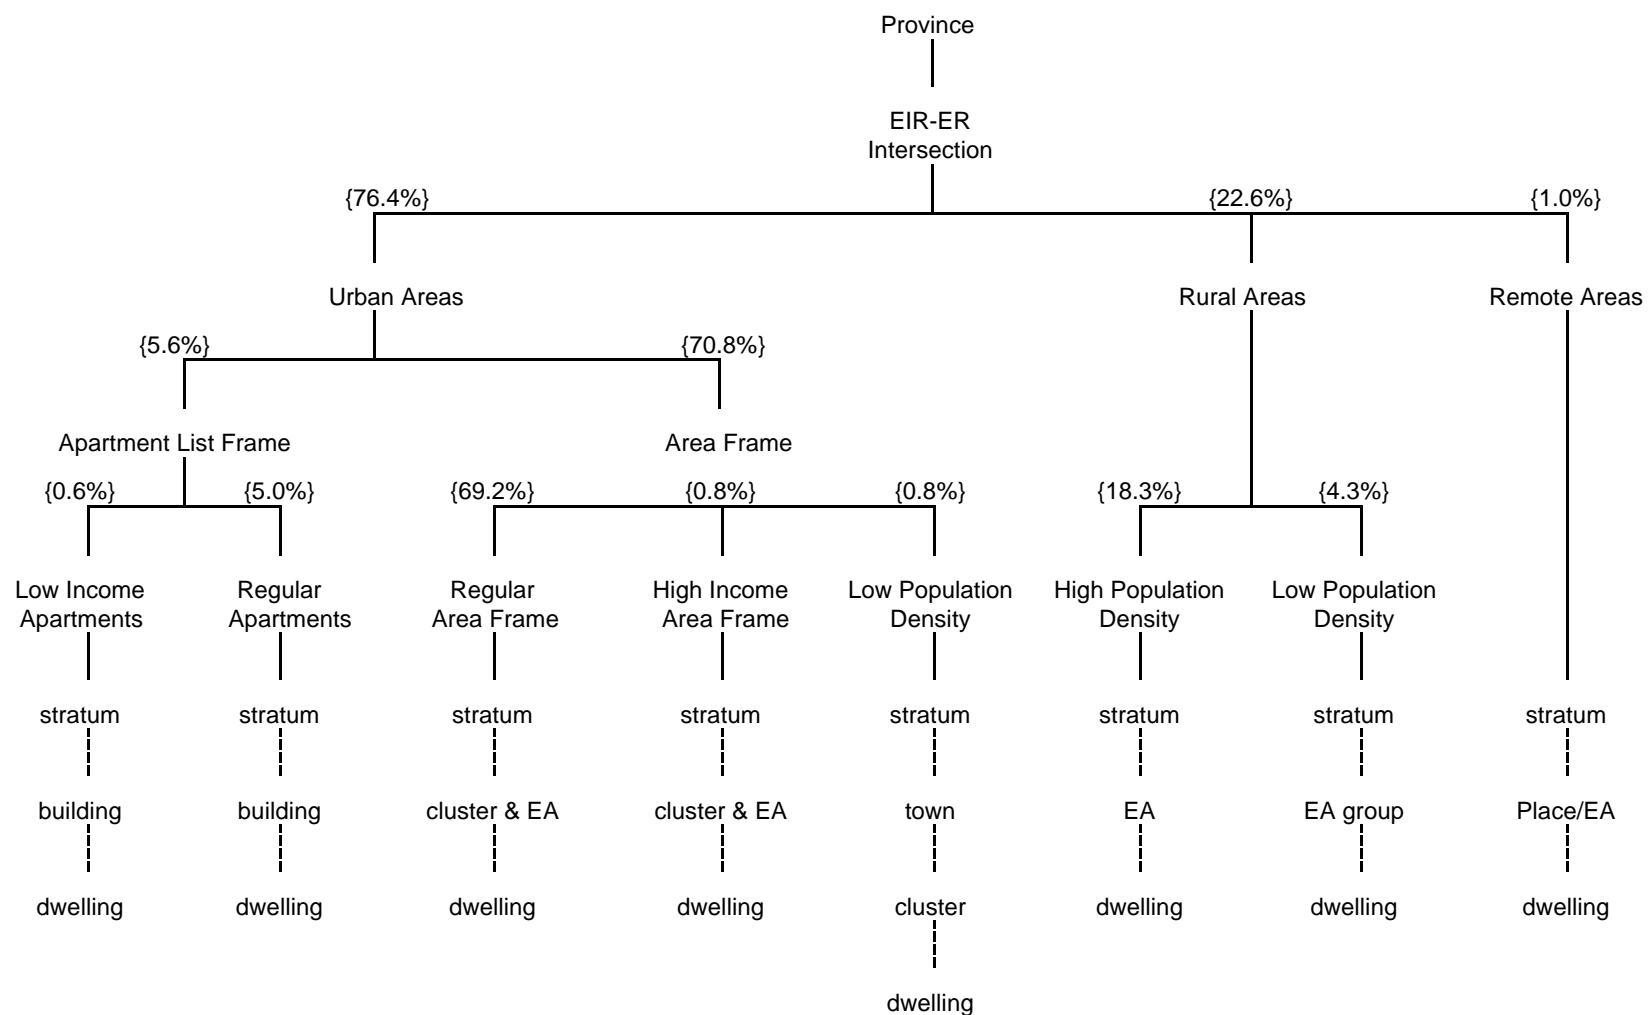 Province
EIR-ER
Intersection
{76.4%} {22.6%} {1.0%}
Urban Areas Rural Areas Remote Areas
{5.6%} {70.8%}
Apartment List Frame Area Frame
{0.6%} {5.0%} {69.2%} {0.8%} {0.8%} {18.3%} {4.3%}
Low Income Regular Regular High Income Low Population High Population Low Population
Apartments Apartments Area Frame Area Frame Density Density Density
stratum stratum stratum stratum stratum stratum stratum stratum
building building cluster & EA cluster & EA town EA EA group Place/EA
dwelling dwelling dwelling dwelling cluster dwelling dwelling dwelling
dwelling